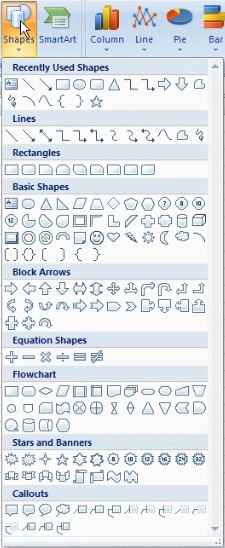 Shapes SmartArt Column Line Pie Bar
Recently Used Shapes
Lines
Rectangles
Basic Shapes
Block Arrows
Equation Shapes
Flowchart
Stars and Banners
Callouts